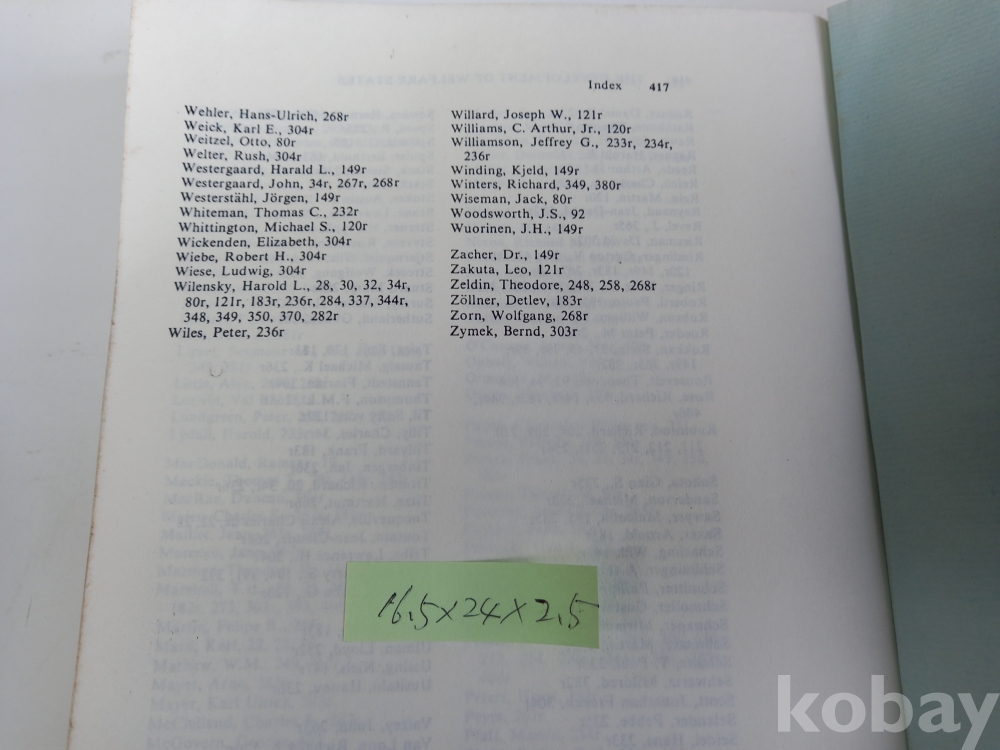 Index 417
Wehler, Hans-Ulrich, 268r
Weick, Karl E., 304r
Weitzel, Otto, 80r
Welter, Rush, 304r
Westergaard, Harald L., 149r
Westergaard, John, 34r, 267r, 268r
Westerståhl, Jörgen, 149r
Whiteman, Thomas C., 232r
Whittington, Michael S., 120r
Wickenden, Elizabeth, 304r
Wiebe, Robert H., 304r
Wiese, Ludwig, 304r
Wilensky, Harold L., 28, 30, 32, 34r,
80r, 121r, 183r, 236r, 284, 337, 344r,
348, 349, 350, 370, 282r
Wiles, Peter, 236r
Willard, Joseph W., 121r
Williams, C. Arthur, Jr., 120r
Williamson, Jeffrey G., 233r, 234r,
236r
Winding, Kjeld, 149r
Winters, Richard, 349, 380r
Wiseman, Jack, 80r
Woodsworth, J.S., 92
Wuorinen, J.H., 149r
Zacher, Dr., 149r
Zakuta, Leo, 121r
Zeldin, Theodore, 248, 258, 268r
Zöllner, Detlev, 183r
Zorn, Wolfgang, 268r
Zymek, Bernd, 303r
16.5×24×2.5
kobay